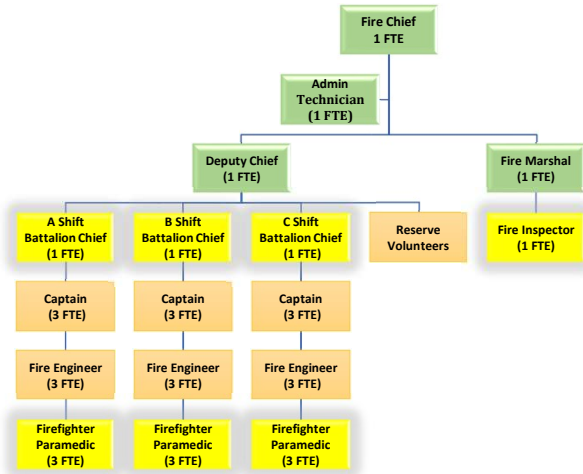 Fire Chief
1 FTE
Admin
Technician
(1 FTE)
Deputy Chief
(1 FTE)
Fire Marshal
(1 FTE)
A Shift
Battalion Chief
(1 FTE)
B Shift
Battalion Chief
(1 FTE)
C Shift
Battalion Chief
(1 FTE)
Reserve
Volunteers
Fire Inspector
(1 FTE)
Captain
(3 FTE)
Captain
(3 FTE)
Captain
(3 FTE)
Fire Engineer
(3 FTE)
Fire Engineer
(3 FTE)
Fire Engineer
(3 FTE)
Firefighter
Paramedic
(3 FTE)
Firefighter
Paramedic
(3 FTE)
Firefighter
Paramedic
(3 FTE)